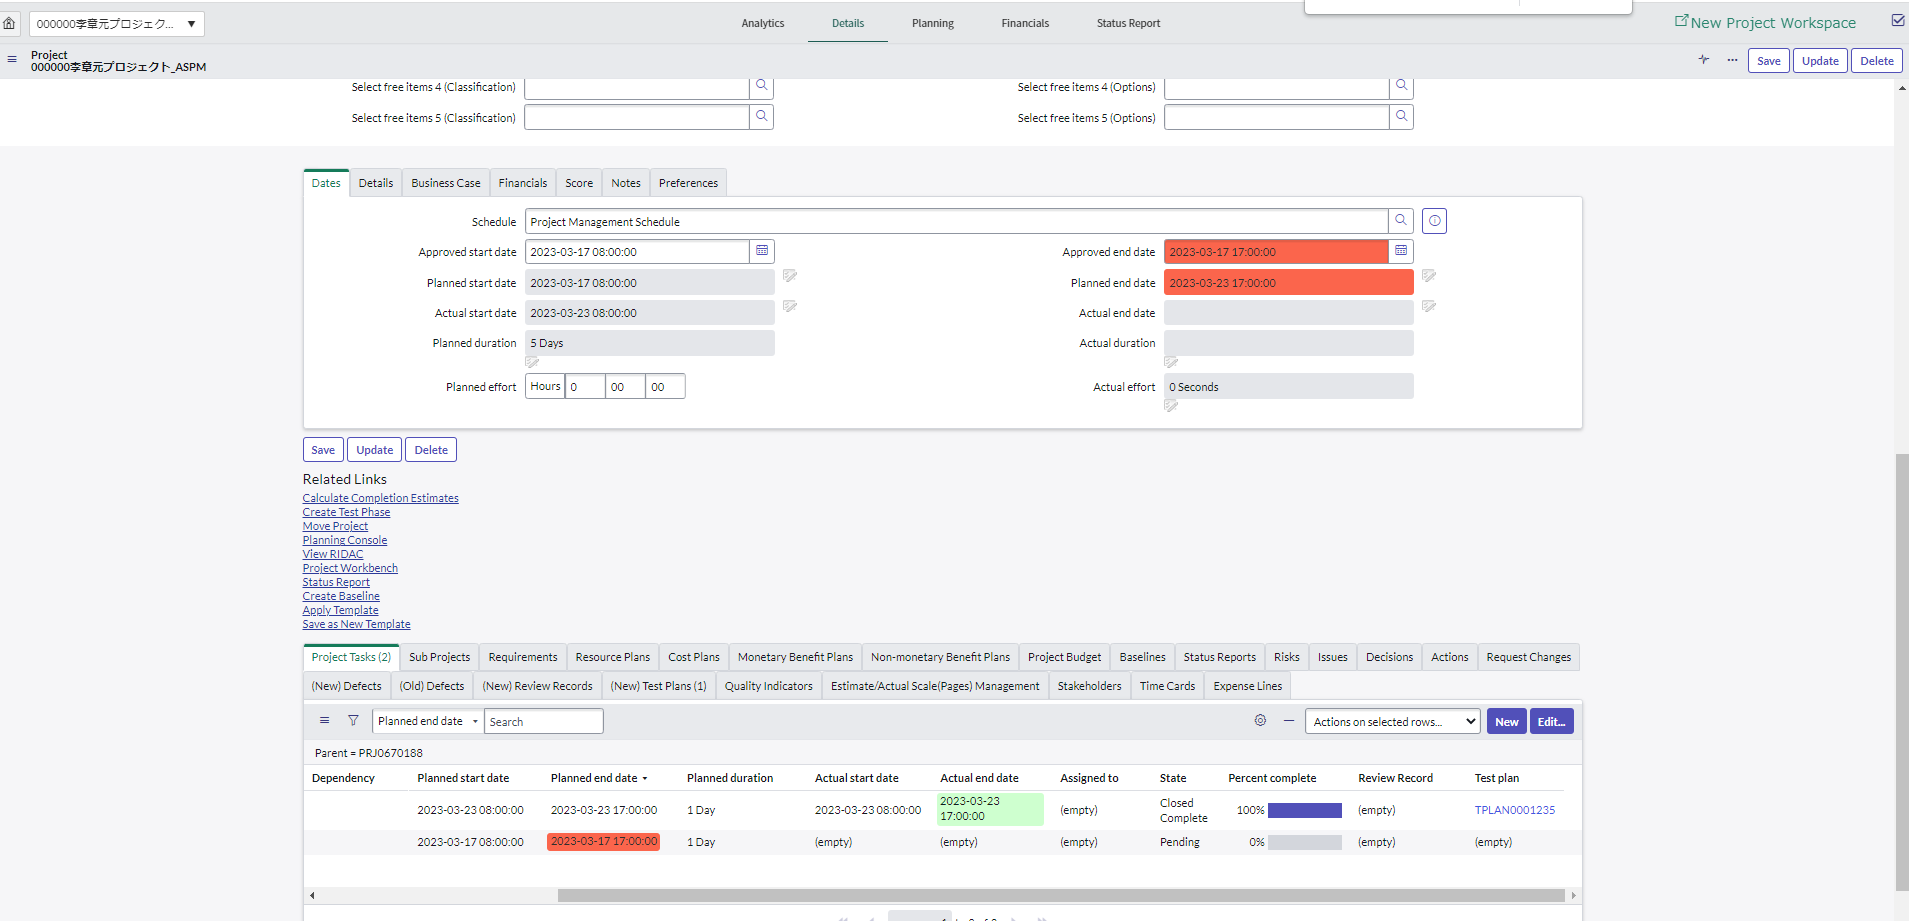 000000李章元プロジェク... ▼
Analytics
Details
Planning
Financials
Status Report
New Project Workspace
Project
000000李章元プロジェクト_ASPM
Save
Update
Delete
Select free items 4 (Classification)
Select free items 4 (Options)
Select free items 5 (Classification)
Select free items 5 (Options)
Dates
Details
Business Case
Financials
Score
Notes
Preferences
Schedule
Project Management Schedule
Approved start date
2023-03-17 08:00:00
Approved end date
2023-03-17 17:00:00
Planned start date
2023-03-17 08:00:00
Planned end date
2023-03-23 17:00:00
Actual start date
2023-03-23 08:00:00
Actual end date
Planned duration
5 Days
Actual duration
Planned effort
Hours
0
00
00
Actual effort
0 Seconds
Save
Update
Delete
Related Links
Calculate Completion Estimates
Create Test Phase
Move Project
Planning Console
View RIDAC
Project Workbench
Status Report
Create Baseline
Apply Template
Save as New Template
Project Tasks (2)
Sub Projects
Requirements
Resource Plans
Cost Plans
Monetary Benefit Plans
Non-monetary Benefit Plans
Project Budget
Baselines
Status Reports
Risks
Issues
Decisions
Actions
Request Changes
(New) Defects
(Old) Defects
(New) Review Records
(New) Test Plans (1)
Quality Indicators
Estimate/Actual Scale(Pages) Management
Stakeholders
Time Cards
Expense Lines
Planned end date
Search
Actions on selected rows...
New
Edit...
Parent = PRJ0670188
Dependency
Planned start date
Planned end date
Planned duration
Actual start date
Actual end date
Assigned to
State
Percent complete
Review Record
Test plan
2023-03-23 08:00:00
2023-03-23 17:00:00
1 Day
2023-03-23 08:00:00
2023-03-23
17:00:00
(empty)
Closed
Complete
100%
(empty)
TPLAN0001235
2023-03-17 08:00:00
2023-03-17 17:00:00
1 Day
(empty)
(empty)
(empty)
Pending
0%
(empty)
(empty)